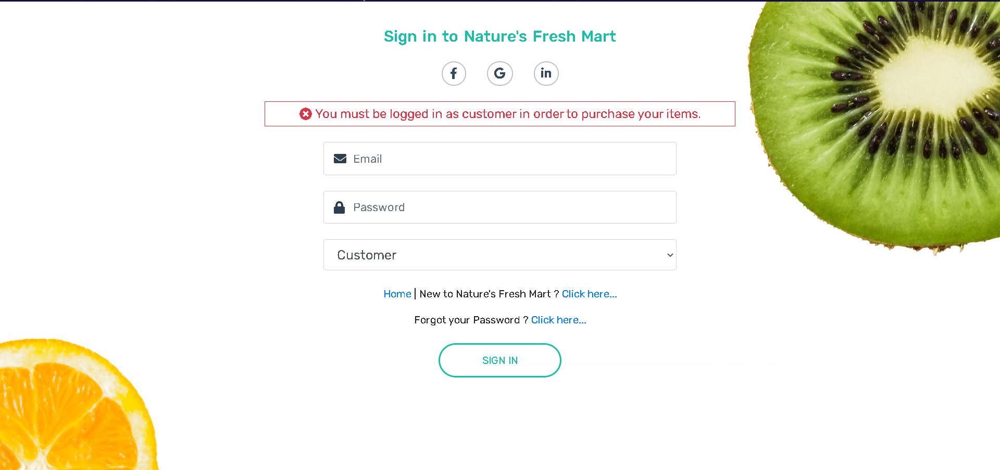 Sign in to Nature's Fresh Mart
You must be logged in as customer in order to purchase your items.
Email
Password
Customer
Home | New to Nature's Fresh Mart ? Click here...
Forgot your Password ? Click here...
SIGN IN